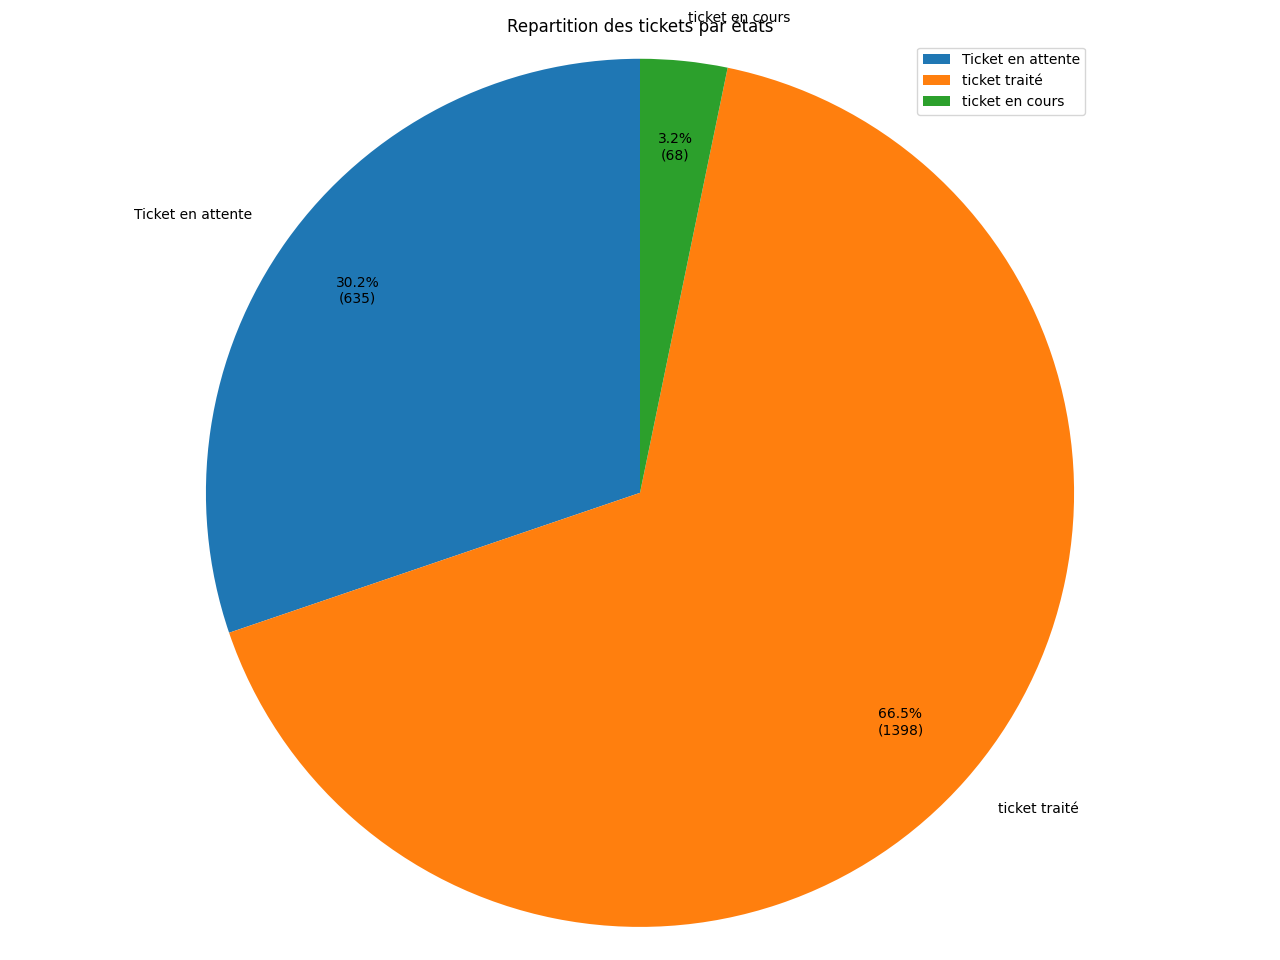 ticket en cours
Repartition des tickets par états
Ticket en attente
ticket traité
ticket en cours
3.2%
(68)
Ticket en attente
30.2%
(635)
66.5%
(1398)
ticket traité